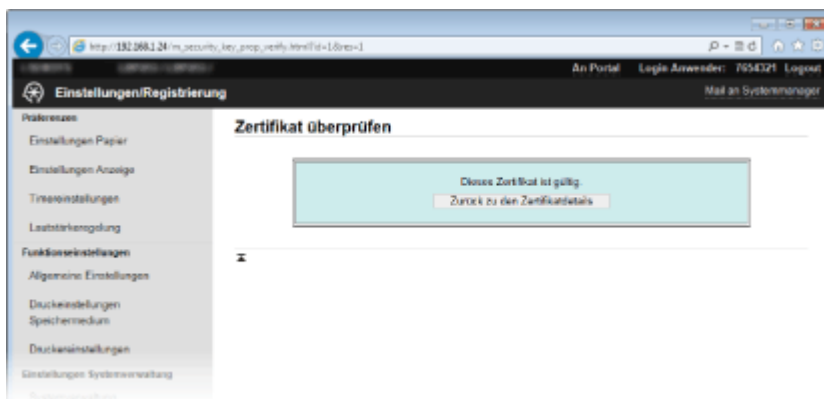 http://192.168.1.24/m_security_key_prop_verify.html?id=1&res=1
An Portal Login Anwender: 7654321 Logout
Einstellungen/Registrierung
Mail an Systemmanager
Präferenzen
Zertifikat überprüfen
Einstellungen Papier
Einstellungen Anzeige
Dieses Zertifikat ist gültig.
Timereinstellungen
Zurück zu den Zertifikatdetails
Lautstärkeregelung
Funktionseinstellungen
Allgemeine Einstellungen
Druckeinstellungen
Speichermedium
Druckereinstellungen
Einstellungen Systemverwaltung